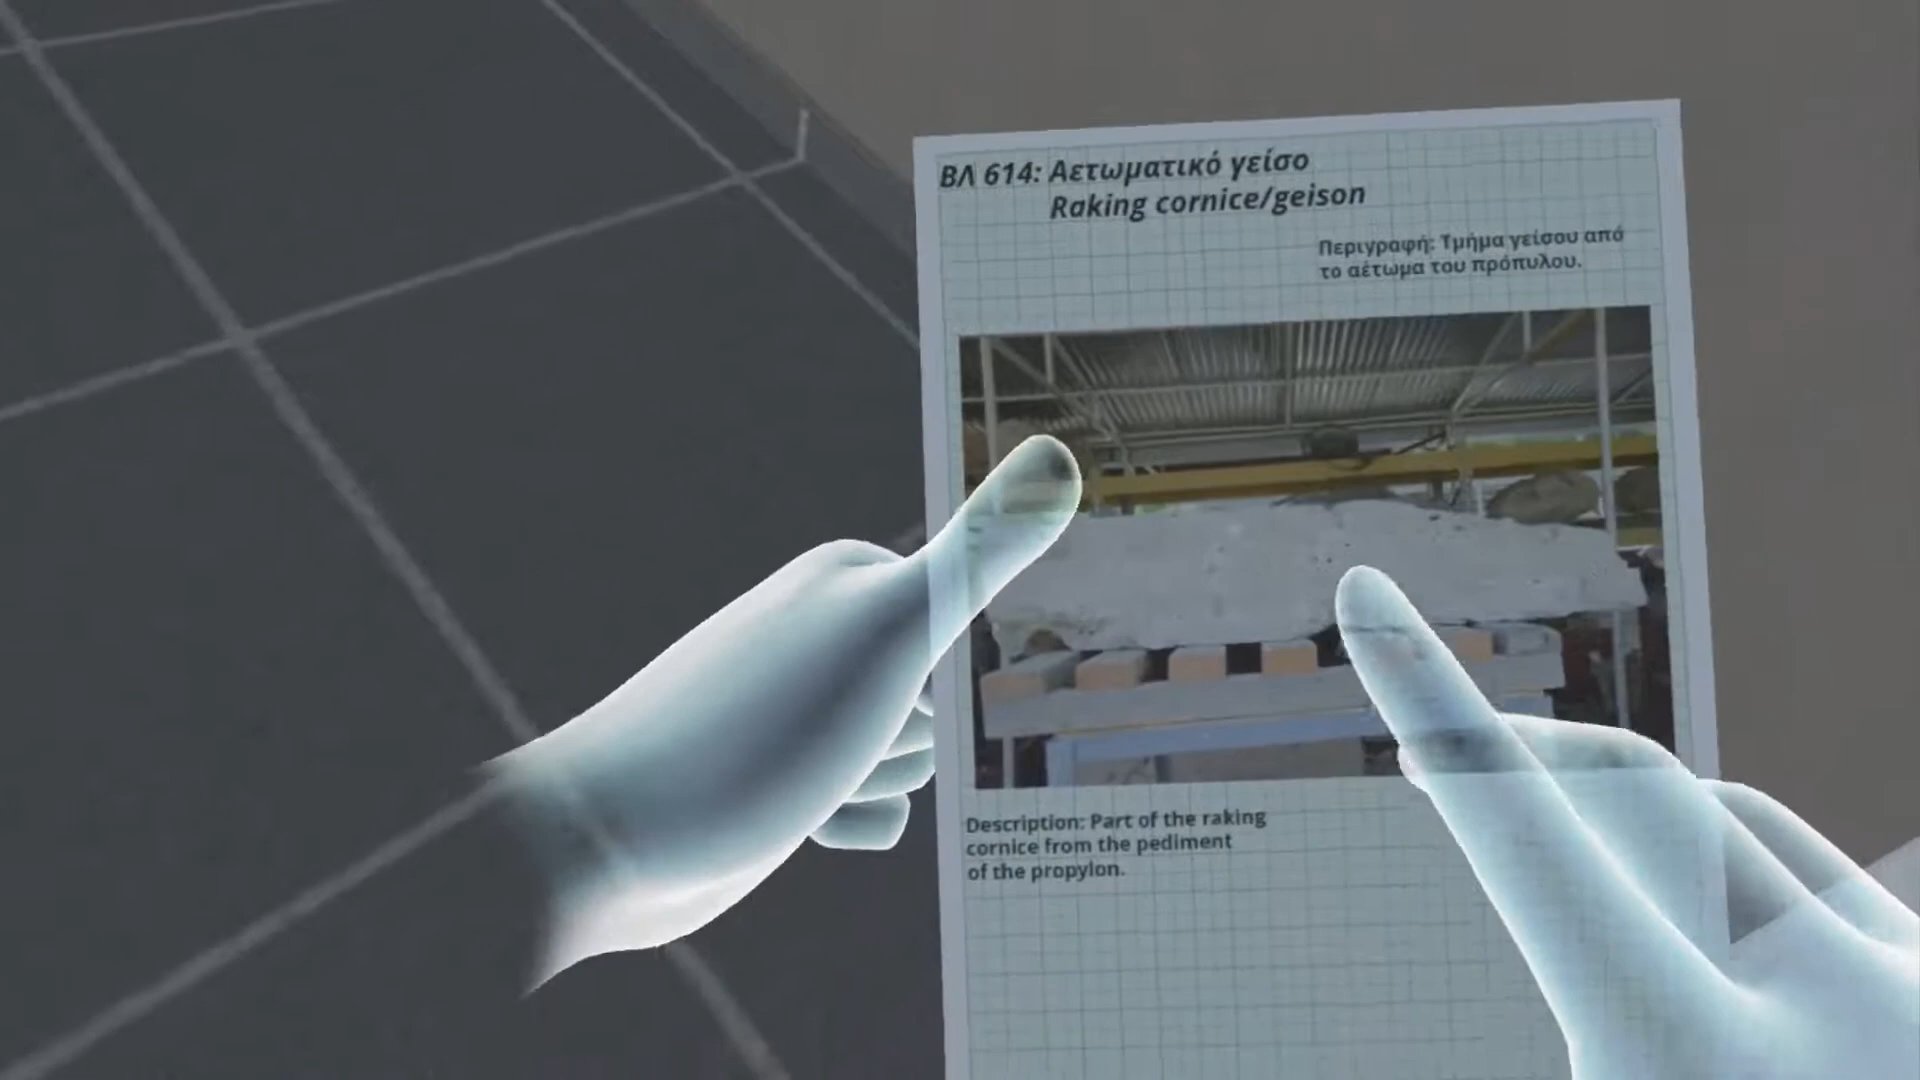 ΒΛ 614: Αετωματικό γείσο
Raking cornice/geison
Περιγραφή: Τμήμα γείσου από
το αέτωμα του πρόπυλου.
Description: Part of the raking
cornice from the pediment
of the propylon.